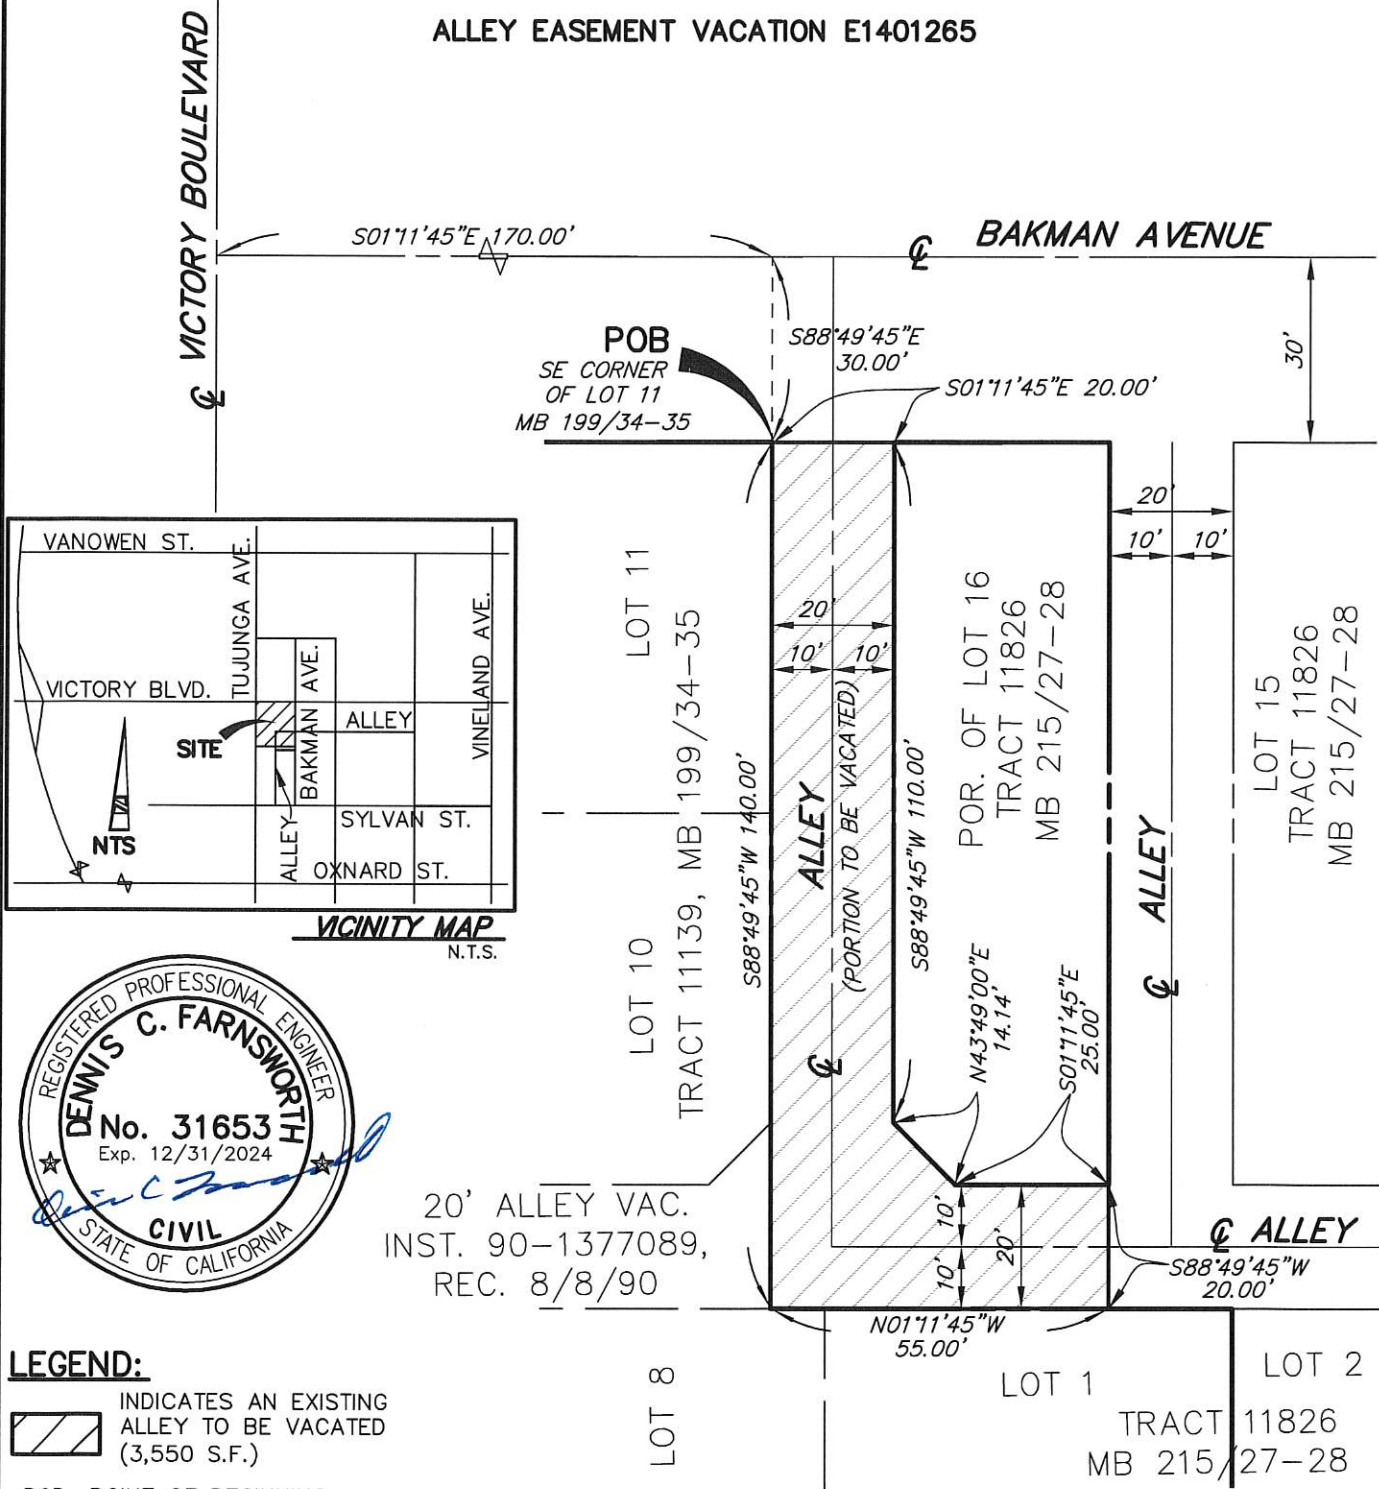 ALLEY EASEMENT VACATION E1401265
℄ VICTORY BOULEVARD
S01°11'45"E 170.00'
℄ BAKMAN AVENUE
POB
SE CORNER
OF LOT 11
MB 199/34-35
S88°49'45"E
30.00'
S01°11'45"E 20.00'
30'
20'
10' 10'
VANOWEN ST.
TUJUNGA AVE.
VICTORY BLVD.
BAKMAN AVE.
VINELAND AVE.
ALLEY
SITE
NTS
ALLEY
SYLVAN ST.
OXNARD ST.
VICINITY MAP
N.T.S.
LOT 11
LOT 10
TRACT 11139, MB 199/34-35
S88°49'45"W 140.00'
20'
10' 10'
℄ ALLEY
(PORTION TO BE VACATED)
S88°49'45"W 110.00'
POR. OF LOT 16
TRACT 11826
MB 215/27-28
N43°49'00"E
14.14'
S01°11'45"E
25.00'
℄ ALLEY
LOT 15
TRACT 11826
MB 215/27-28
REGISTERED PROFESSIONAL ENGINEER
DENNIS C. FARNSWORTH
No. 31653
Exp. 12/31/2024
CIVIL
STATE OF CALIFORNIA
20' ALLEY VAC.
INST. 90-1377089,
REC. 8/8/90
10'
10'
20'
℄ ALLEY
S88°49'45"W
20.00'
N01°11'45"W
55.00'
LOT 8
LOT 1
LOT 2
TRACT 11826
MB 215/27-28
LEGEND:
INDICATES AN EXISTING
ALLEY TO BE VACATED
(3,550 S.F.)